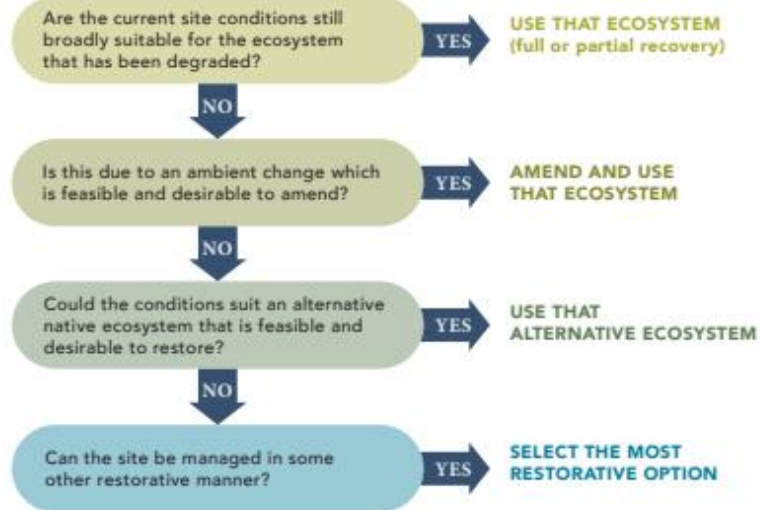 Are the current site conditions still
broadly suitable for the ecosystem
that has been degraded?
YES
USE THAT ECOSYSTEM
(full or partial recovery)
NO
Is this due to an ambient change which
is feasible and desirable to amend?
YES
AMEND AND USE
THAT ECOSYSTEM
NO
Could the conditions suit an alternative
native ecosystem that is feasible and
desirable to restore?
YES
USE THAT
ALTERNATIVE ECOSYSTEM
NO
Can the site be managed in some
other restorative manner?
YES
SELECT THE MOST
RESTORATIVE OPTION